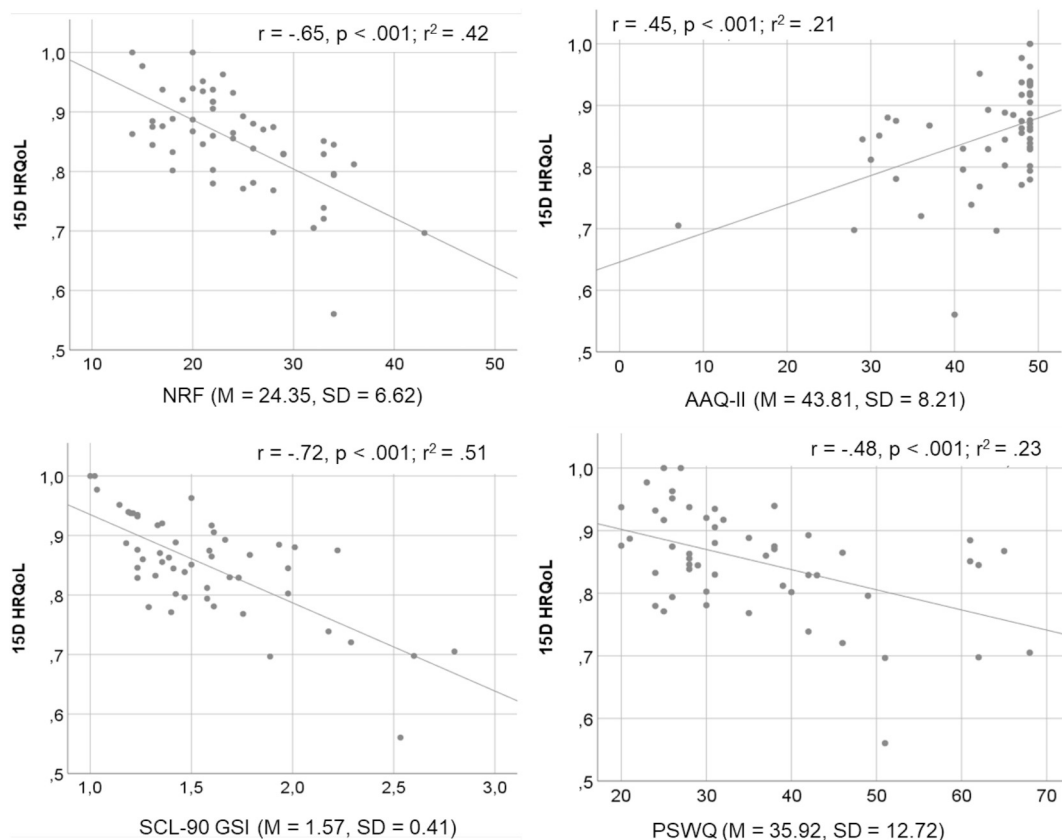 r = -.65, p < .001; r² = .42
1,0
,9
,8
,7
,6
,5
15D HRQoL
10 20 30 40 50
NRF (M = 24.35, SD = 6.62)
r = .45, p < .001; r² = .21
1,0
,9
,8
,7
,6
,5
15D HRQoL
0 10 20 30 40 50
AAQ-II (M = 43.81, SD = 8.21)
r = -.72, p < .001; r² = .51
1,0
,9
,8
,7
,6
,5
15D HRQoL
1,0 1,5 2,0 2,5 3,0
SCL-90 GSI (M = 1.57, SD = 0.41)
r = -.48, p < .001; r² = .23
1,0
,9
,8
,7
,6
,5
15D HRQoL
20 30 40 50 60 70
PSWQ (M = 35.92, SD = 12.72)